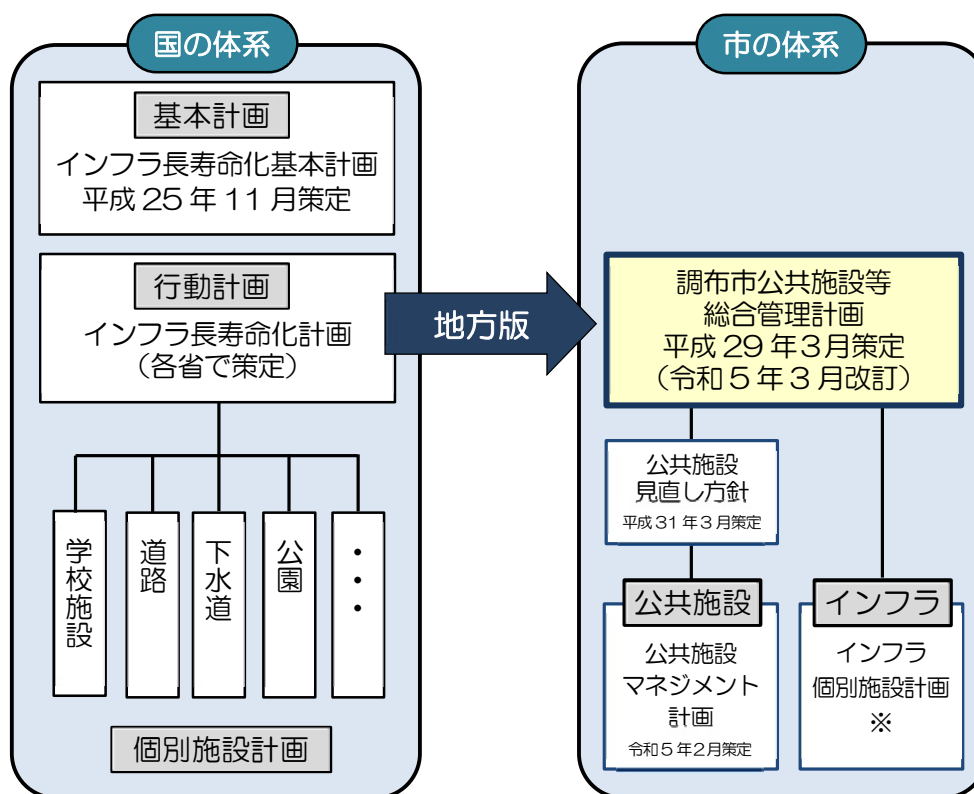 国の体系
基本計画
インフラ長寿命化基本計画
平成25年11月策定
行動計画
インフラ長寿命化計画
(各省で策定)
学校施設
道路
下水道
公園
・・・
個別施設計画
地方版
市の体系
調布市公共施設等
総合管理計画
平成29年3月策定
(令和5年3月改訂)
公共施設
見直し方針
平成31年3月策定
公共施設
公共施設
マネジメント
計画
令和5年2月策定
インフラ
インフラ
個別施設計画
※